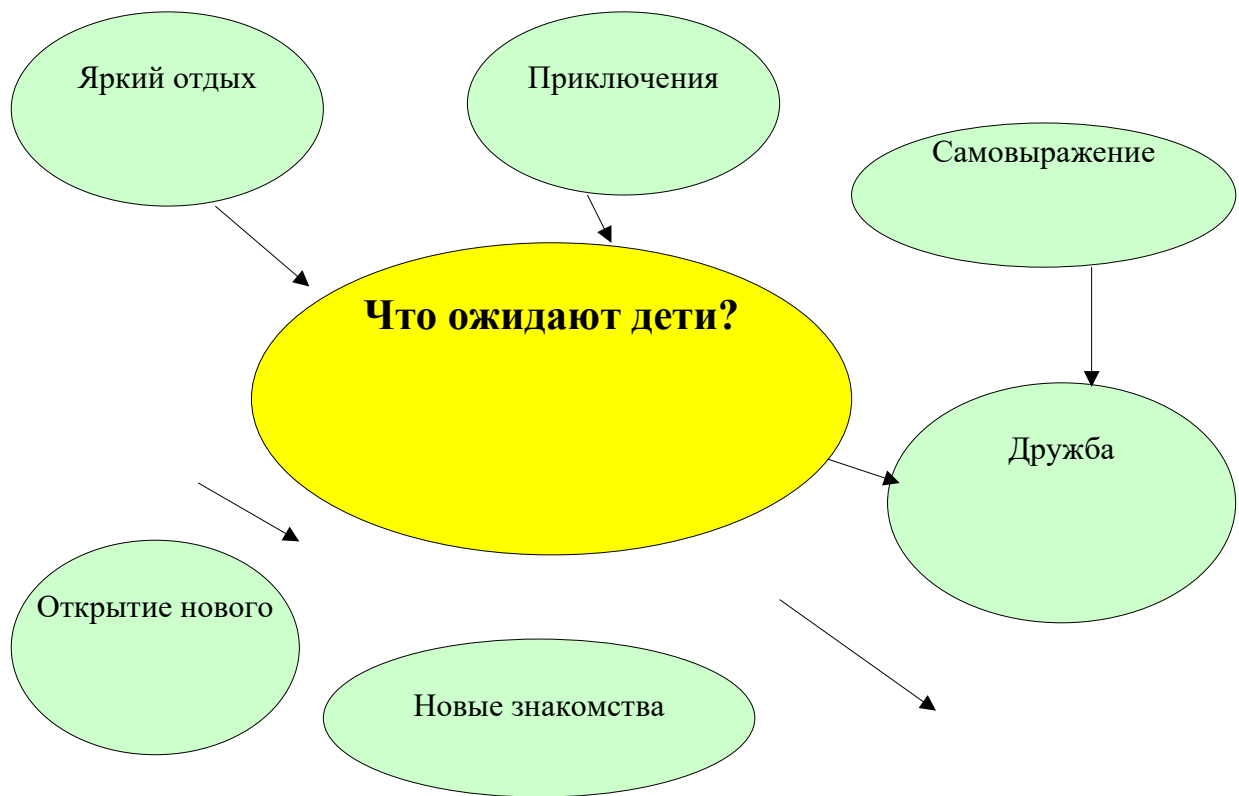 Яркий отдых
Приключения
Самовыражение
Что ожидают дети?
Дружба
Открытие нового
Новые знакомства